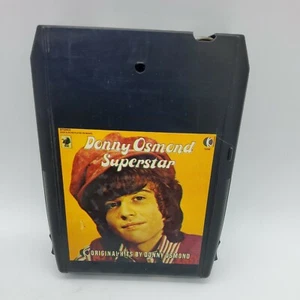 Donny Osmond
Superstar
ORIGINAL HITS BY DONNY OSMOND